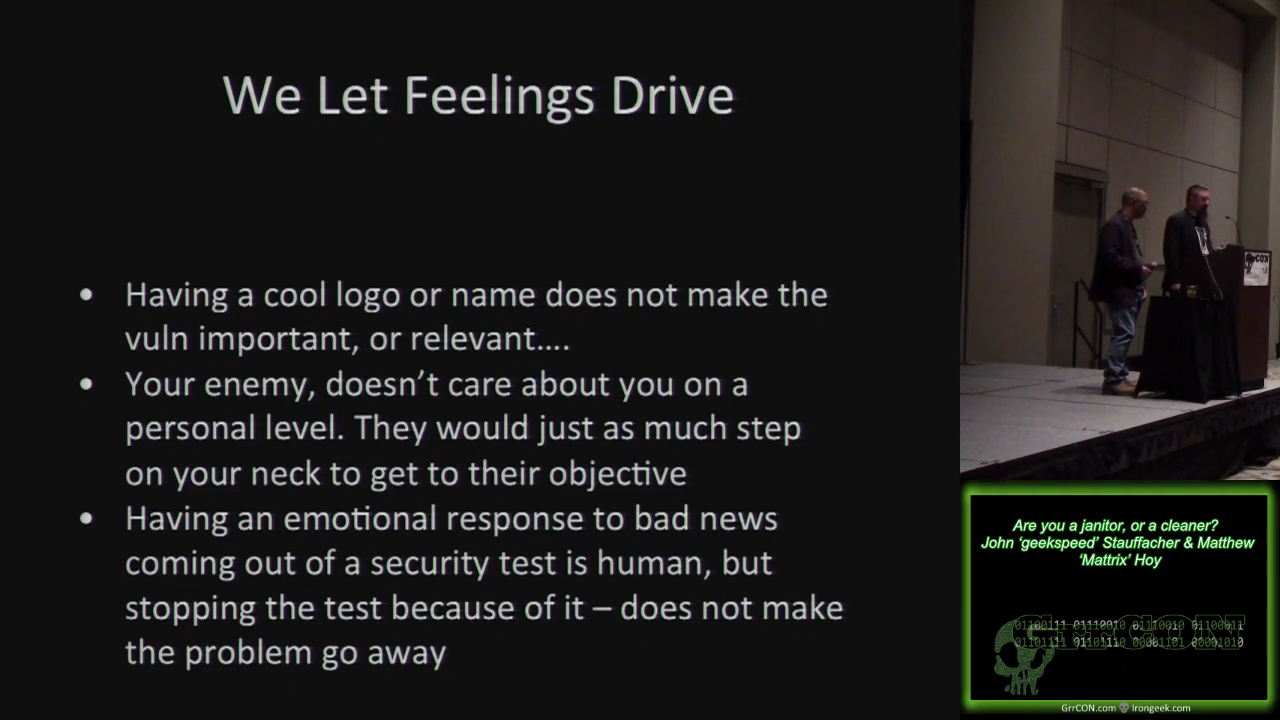 We Let Feelings Drive
• Having a cool logo or name does not make the
vuln important, or relevant....
• Your enemy, doesn't care about you on a
personal level. They would just as much step
on your neck to get to their objective
• Having an emotional response to bad news
coming out of a security test is human, but
stopping the test because of it – does not make
the problem go away
GrrCON
Are you a janitor, or a cleaner?
John 'geekspeed' Stauffacher & Matthew
'Mattrix' Hoy
GrrCON
GrrCON.com Irongeek.com